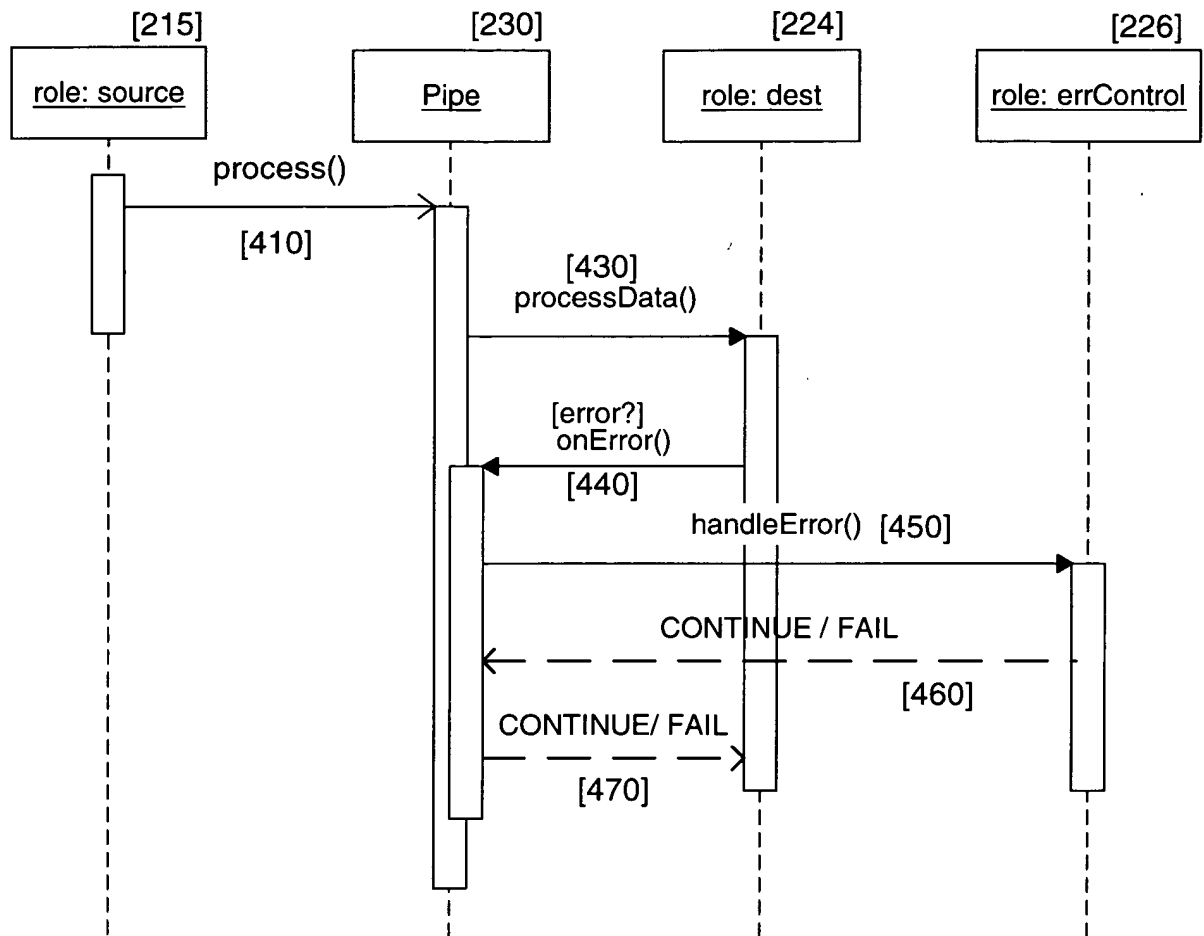 [215]
[230]
[224]
[226]
role: source
Pipe
role: dest
role: errControl
process()
[410]
[430]
processData()
[error?]
onError()
[440]
handleError() [450]
CONTINUE / FAIL
[460]
CONTINUE/ FAIL
[470]